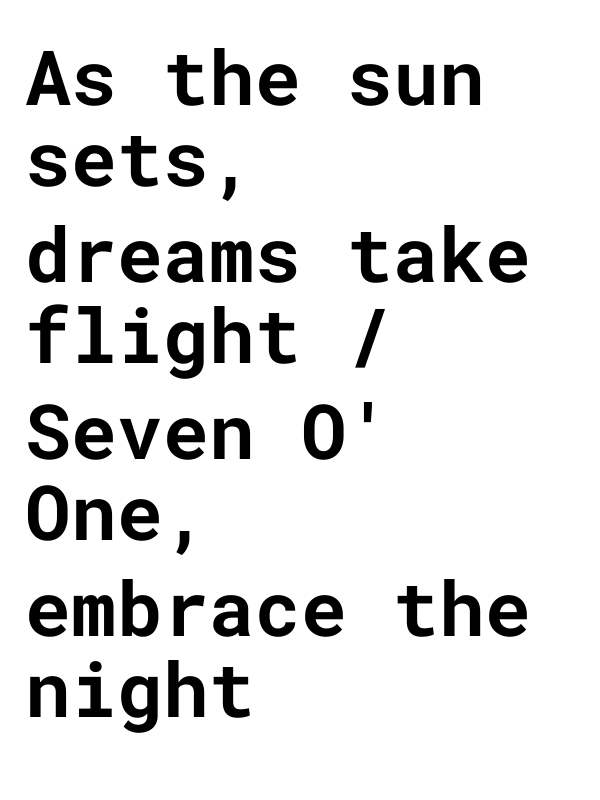 As the sun
sets,
dreams take
flight /
Seven O'
One,
embrace the
night